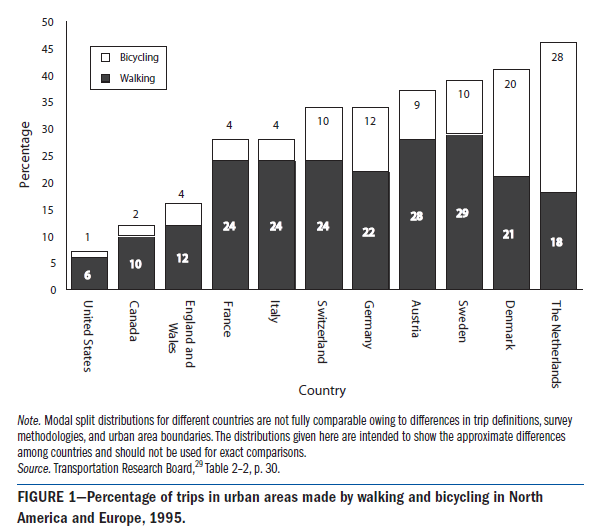 50
45
40
35
30
25
20
15
10
5
0
Percentage
Bicycling
Walking
1
6
2
10
4
12
4
24
4
24
10
24
12
22
9
28
10
29
20
21
28
18
United States
Canada
England and
Wales
France
Italy
Switzerland
Germany
Austria
Sweden
Denmark
The Netherlands
Country
Note. Modal split distributions for different countries are not fully comparable owing to differences in trip definitions, survey
methodologies, and urban area boundaries. The distributions given here are intended to show the approximate differences
among countries and should not be used for exact comparisons.
Source. Transportation Research Board,29 Table 2–2, p. 30.
FIGURE 1—Percentage of trips in urban areas made by walking and bicycling in North
America and Europe, 1995.